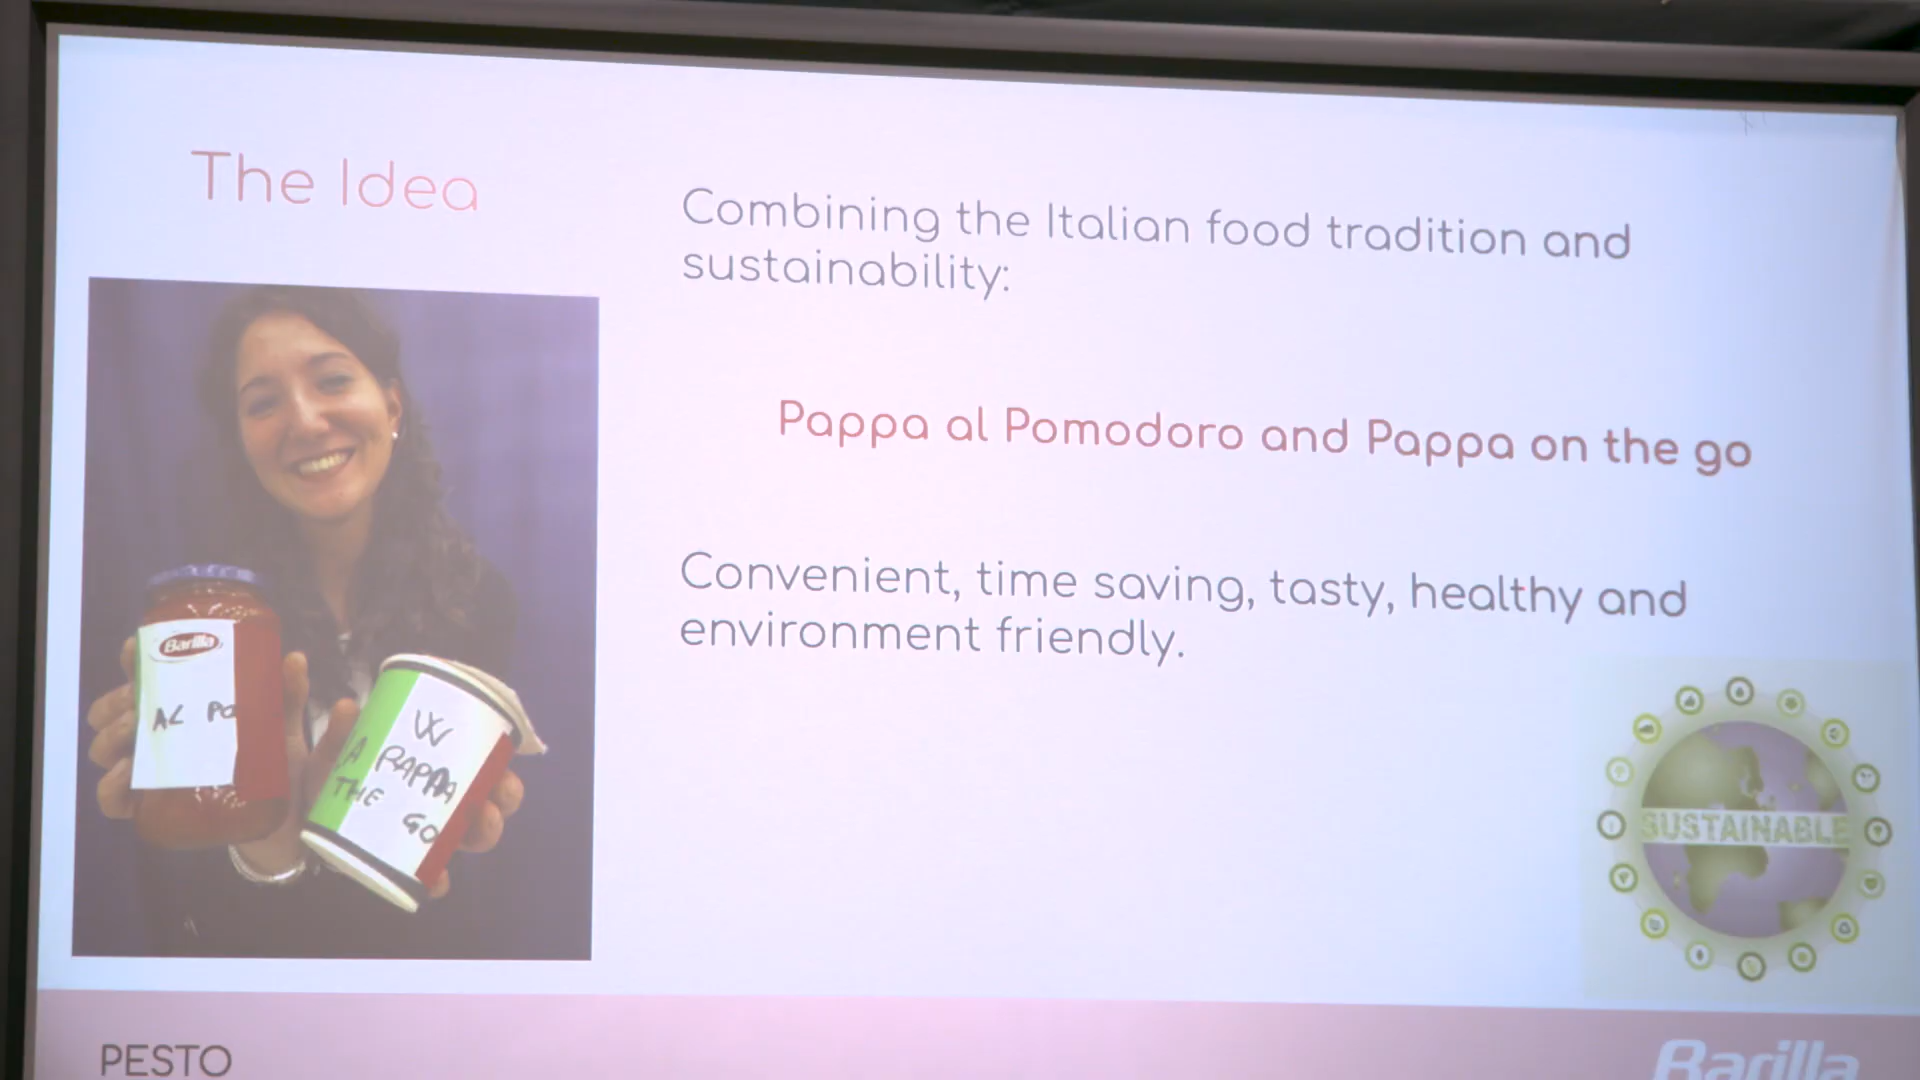 The Idea
Combining the Italian food tradition and
sustainability:
Pappa al Pomodoro and Pappa on the go
Convenient, time saving, tasty, healthy and
environment friendly.
Barilla
AL PO
W
LA PAPPA
THE GO
SUSTAINABLE
PESTO
Barilla